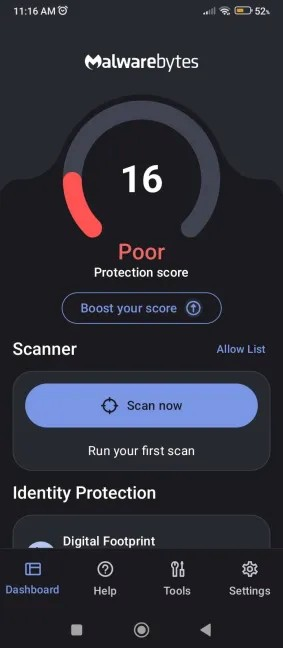 11:16 AM
52%
Malwarebytes
16
Poor
Protection score
Boost your score
Scanner
Allow List
Scan now
Run your first scan
Identity Protection
Digital Footprint
Dashboard
Help
Tools
Settings